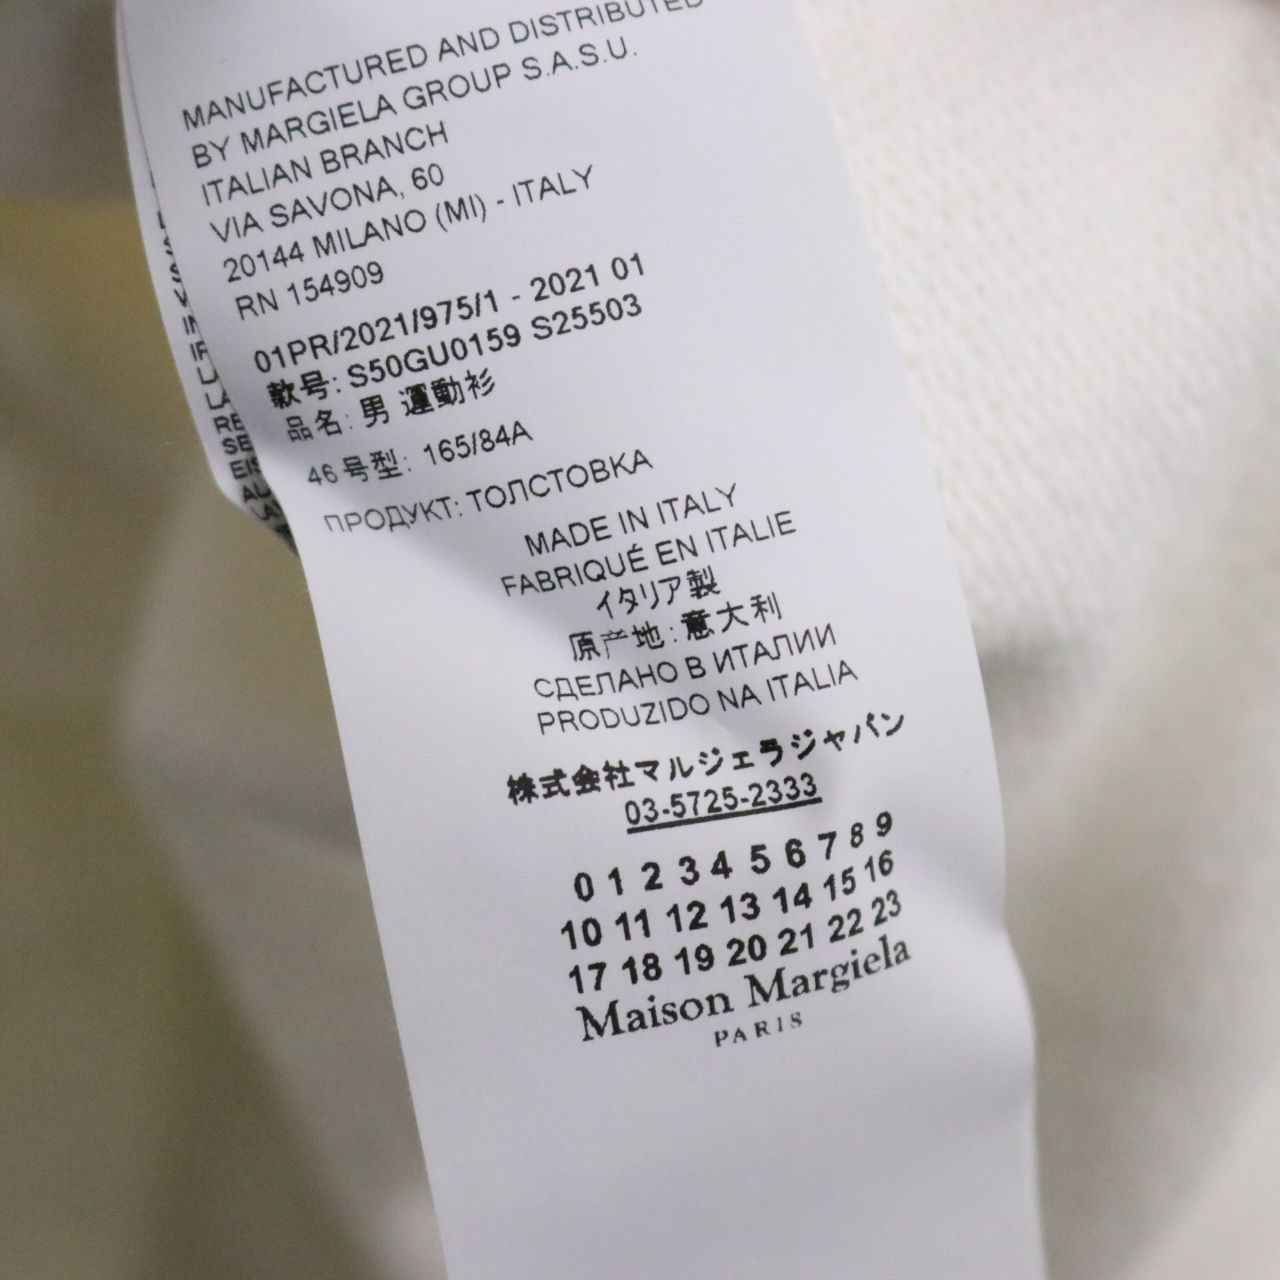 MANUFACTURED AND DISTRIBUTED
BY MARGIELA GROUP S.A.S.U.
ITALIAN BRANCH
VIA SAVONA, 60
20144 MILANO (MI) - ITALY
RN 154909
01PR/2021/975/1 - 2021 01
款号: S50GU0159 S25503
品名: 男 運動衫
46 号型: 165/84A
ПРОДУКТ: ТОЛСТОВКА
MADE IN ITALY
FABRIQUÉ EN ITALIE
イタリア製
原产地: 意大利
СДЕЛАНО В ИТАЛИИ
PRODUZIDO NA ITALIA
株式会社マルジェラジャパン
03-5725-2333
0 1 2 3 4 5 6 7 8 9
10 11 12 13 14 15 16
17 18 19 20 21 22 23
Maison Margiela
PARIS